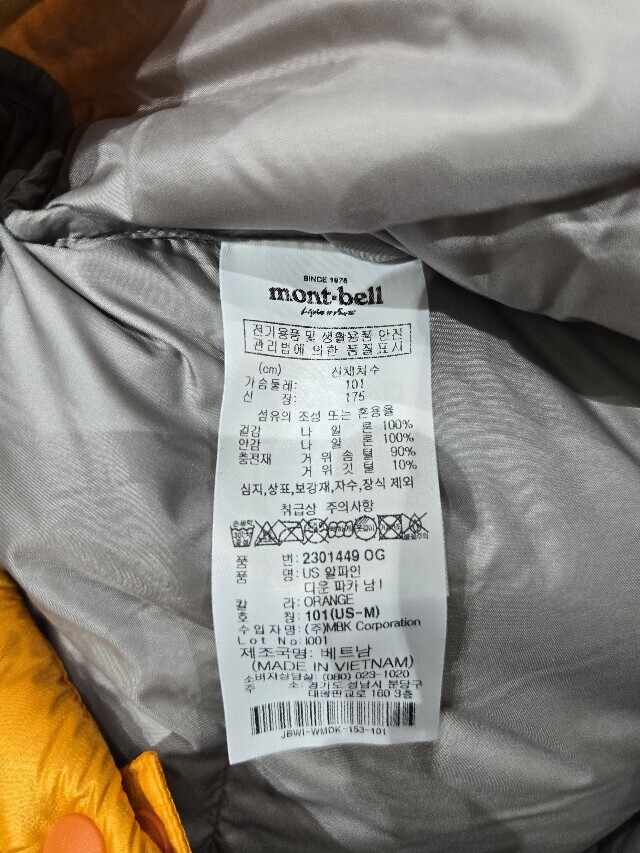 SINCE 1975
mont-bell
전기용품 및 생활용품 안전
관리법에 의한 품질표시
(cm) 신체치수
가슴둘레: 101
신 장: 175
섬유의 조성 또는 혼용율
겉감 나 일 론 100%
안감 나 일 론 100%
충전재 거 위 솜 털 90%
거 위 깃 털 10%
심지,상표,보강재,자수,장식 제외
취급상 주의사항
손세탁
30℃
중성
품 번: 2301449 OG
품 명: US 알파인
다운 파카 남!
칼 라: ORANGE
호 칭: 101(US-M)
수 입 자 명: (주)MBK Corporation
Lot No:I001
제조국명: 베트남
(MADE IN VIETNAM)
소비자상담실: (080) 023-1020
주 소: 경기도 성남시 분당구
대왕판교로 160 3층
JBWI-WMDK-153-101